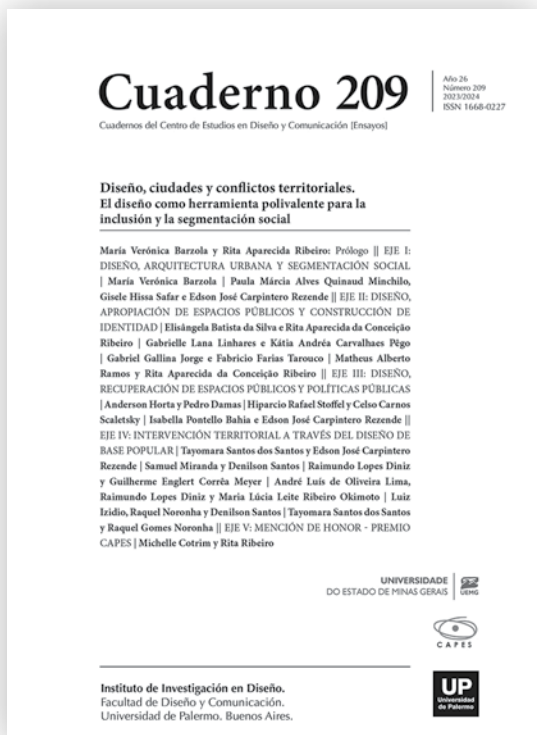 Cuaderno 209
Año 26
Número 209
2023/2024
ISSN 1668-0227
Cuadernos del Centro de Estudios en Diseño y Comunicación [Ensayos]
Diseño, ciudades y conflictos territoriales.
El diseño como herramienta polivalente para la
inclusión y la segmentación social
María Verónica Barzola y Rita Aparecida Ribeiro: Prólogo || EJE I:
DISEÑO, ARQUITECTURA URBANA Y SEGMENTACIÓN SOCIAL
| María Verónica Barzola | Paula Márcia Alves Quinaud Minchilo,
Gisele Hissa Safar e Edson José Carpintero Rezende || EJE II: DISEÑO,
APROPIACIÓN DE ESPACIOS PÚBLICOS Y CONSTRUCCIÓN DE
IDENTIDAD | Elisângela Batista da Silva e Rita Aparecida da Conceição
Ribeiro | Gabrielle Lana Linhares e Kátia Andréa Carvalhaes Pêgo
| Gabriel Gallina Jorge e Fabricio Farias Tarouco | Matheus Alberto
Ramos y Rita Aparecida da Conceição Ribeiro || EJE III: DISEÑO,
RECUPERACIÓN DE ESPACIOS PÚBLICOS Y POLÍTICAS PÚBLICAS
| Anderson Horta y Pedro Damas | Hiparcio Rafael Stoffel y Celso Carnos
Scaletsky | Isabella Pontello Bahia e Edson José Carpintero Rezende ||
EJE IV: INTERVENCIÓN TERRITORIAL A TRAVÉS DEL DISEÑO DE
BASE POPULAR | Tayomara Santos dos Santos y Edson José Carpintero
Rezende | Samuel Miranda y Denilson Santos | Raimundo Lopes Diniz
y Guilherme Englert Corrêa Meyer | André Luís de Oliveira Lima,
Raimundo Lopes Diniz y Maria Lúcia Leite Ribeiro Okimoto | Luiz
Izidio, Raquel Noronha y Denilson Santos | Tayomara Santos dos Santos
y Raquel Gomes Noronha || EJE V: MENCIÓN DE HONOR - PREMIO
CAPES | Michelle Cotrim y Rita Ribeiro
UNIVERSIDADE
DO ESTADO DE MINAS GERAIS
UEMG
CAPES
Instituto de Investigación en Diseño.
Facultad de Diseño y Comunicación.
Universidad de Palermo. Buenos Aires.
UP
Universidad
de Palermo